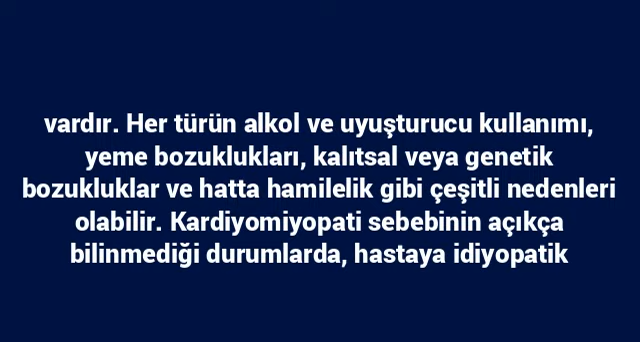 vardır. Her türün alkol ve uyuşturucu kullanımı,
yeme bozuklukları, kalıtsal veya genetik
bozukluklar ve hatta hamilelik gibi çeşitli nedenleri
olabilir. Kardiyomiyopati sebebinin açıkça
bilinmediği durumlarda, hastaya idiyopatik